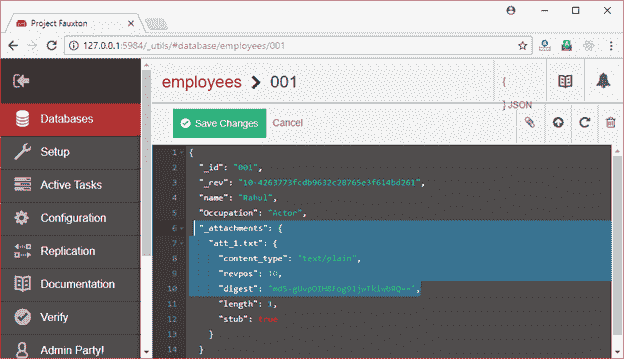 Project Fauxton
127.0.0.1:5984/_utils/#database/employees/001
employees > 001
{
} JSON
Databases
Setup
Active Tasks
Configuration
Replication
Documentation
Verify
Admin Party!
Save Changes Cancel
1 {
2 "_id": "001",
3 "_rev": "10-4263773fcdb9632c28765e3f614bd261",
4 "name": "Rahul",
5 "Occupation": "Actor",
6 "_attachments": {
7 "att_1.txt": {
8 "content_type": "text/plain",
9 "revpos": 10,
10 "digest":
11 "length": 1,
12 "stub": true
13 }
14 }